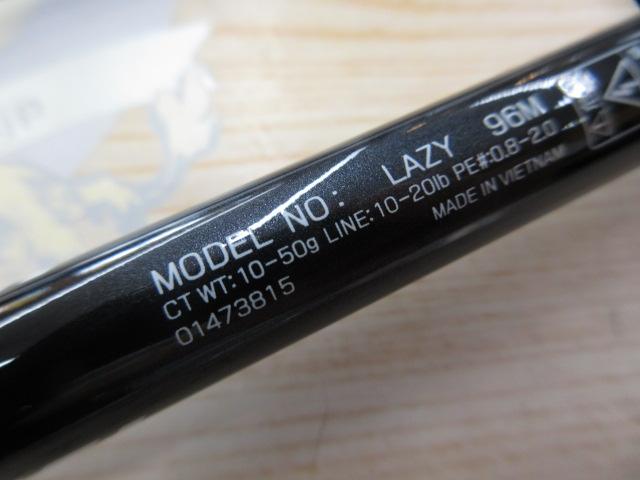 MODEL NO: LAZY 96M
CT WT:10-50g LINE:10-20lb PE#:0.8-2.0
01473815 MADE IN VIETNAM